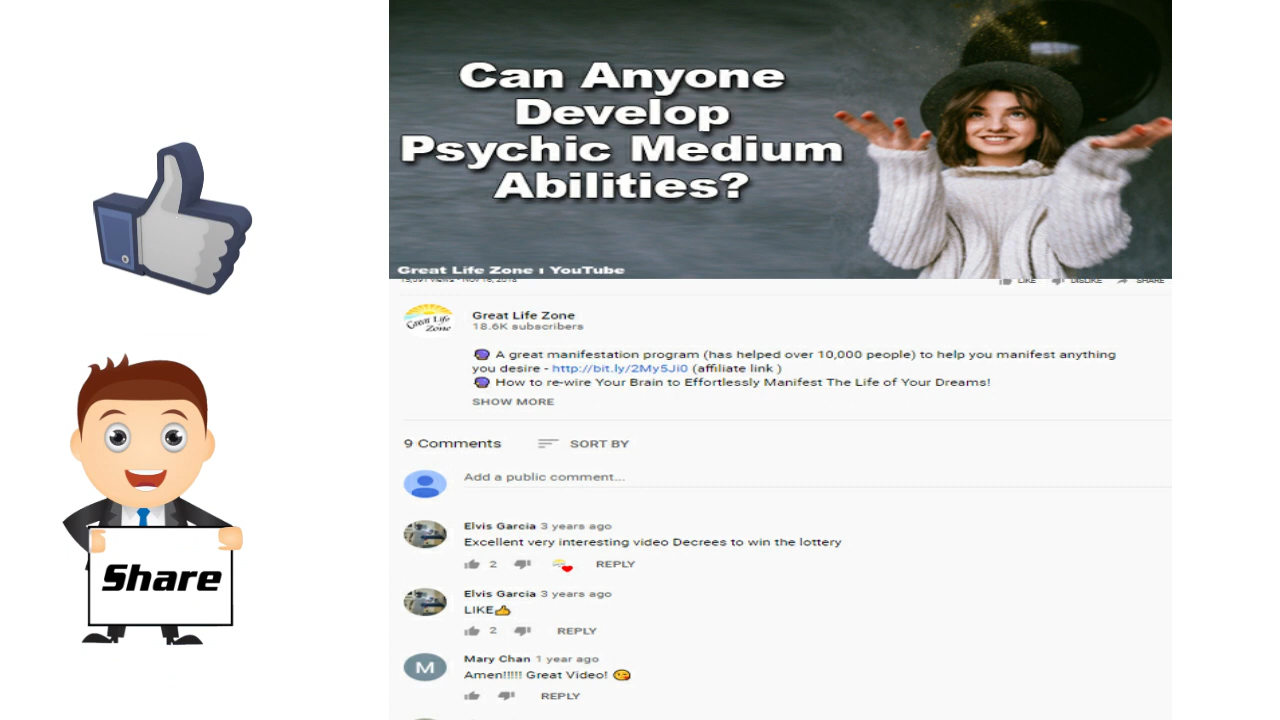 Can Anyone
Develop
Psychic Medium
Abilities?
Great Life Zone I YouTube
LIKE
DISLIKE
SHARE
Great Life Zone
Great Life Zone
18.6K subscribers
A great manifestation program (has helped over 10,000 people) to help you manifest anything
you desire - http://bit.ly/2My5Ji0 (affiliate link )
How to re-wire Your Brain to Effortlessly Manifest The Life of Your Dreams!
SHOW MORE
9 Comments SORT BY
Add a public comment...
Elvis Garcia 3 years ago
Excellent very interesting video Decrees to win the lottery
2 REPLY
Elvis Garcia 3 years ago
LIKE👍
2 REPLY
M
Mary Chan 1 year ago
Amen!!!!! Great Video! 😘
REPLY
Share